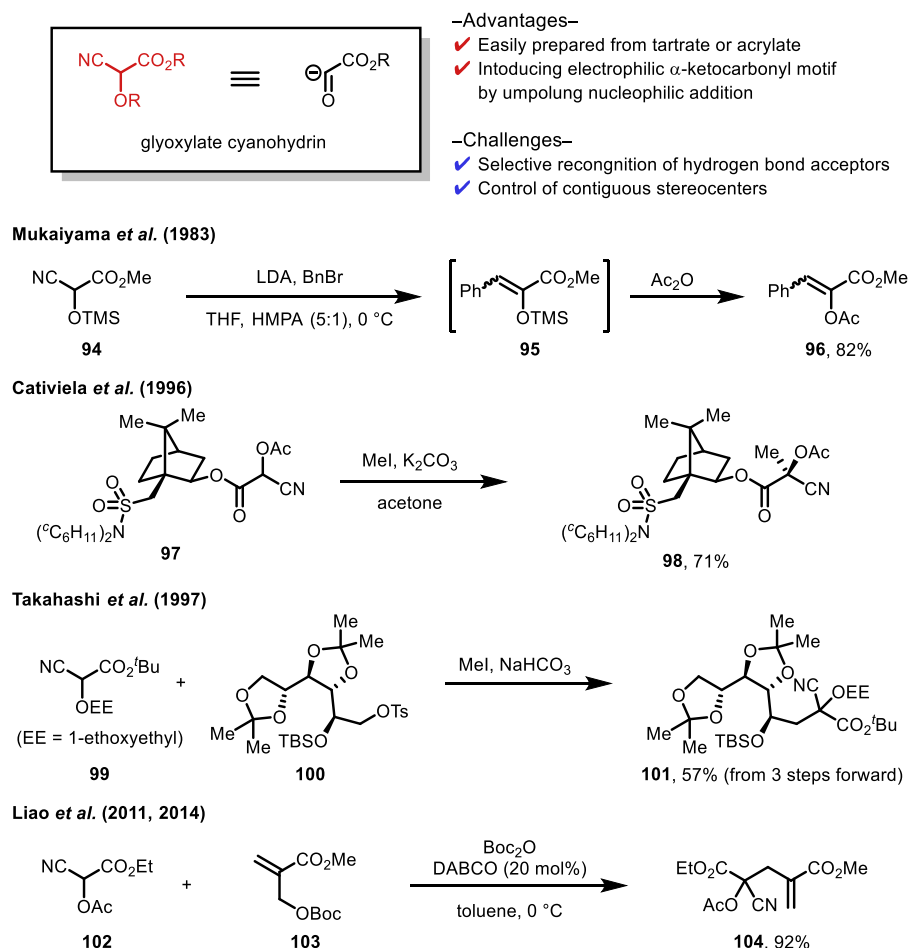 NC CO2R
OR
≡
⊖ CO2R
O
glyoxylate cyanohydrin
–Advantages–
✔ Easily prepared from tartrate or acrylate
✔ Intoducing electrophilic α-ketocarbonyl motif
by umpolung nucleophilic addition
–Challenges–
✔ Selective recongnition of hydrogen bond acceptors
✔ Control of contiguous stereocenters
Mukaiyama et al. (1983)
NC CO2Me
OTMS
94
LDA, BnBr
THF, HMPA (5:1), 0 °C
Ph CO2Me
OTMS
95
Ac2O
Ph CO2Me
OAc
96, 82%
Cativiela et al. (1996)
Me Me
OAc
O
CN
O
O
S
O
N
(cC6H11)2
97
MeI, K2CO3
acetone
Me Me
Me OAc
O
CN
O
O
S
O
N
(cC6H11)2
98, 71%
Takahashi et al. (1997)
NC CO2tBu
OEE
(EE = 1-ethoxyethyl)
99
+
Me
O Me
O
O
O
OTs
TBSO
Me Me
100
MeI, NaHCO3
Me
O Me
O
NC OEE
O
O
CO2tBu
TBSO
Me Me
101, 57% (from 3 steps forward)
Liao et al. (2011, 2014)
NC CO2Et
OAc
102
+
CO2Me
OBoc
103
Boc2O
DABCO (20 mol%)
toluene, 0 °C
EtO2C CO2Me
AcO CN
104, 92%